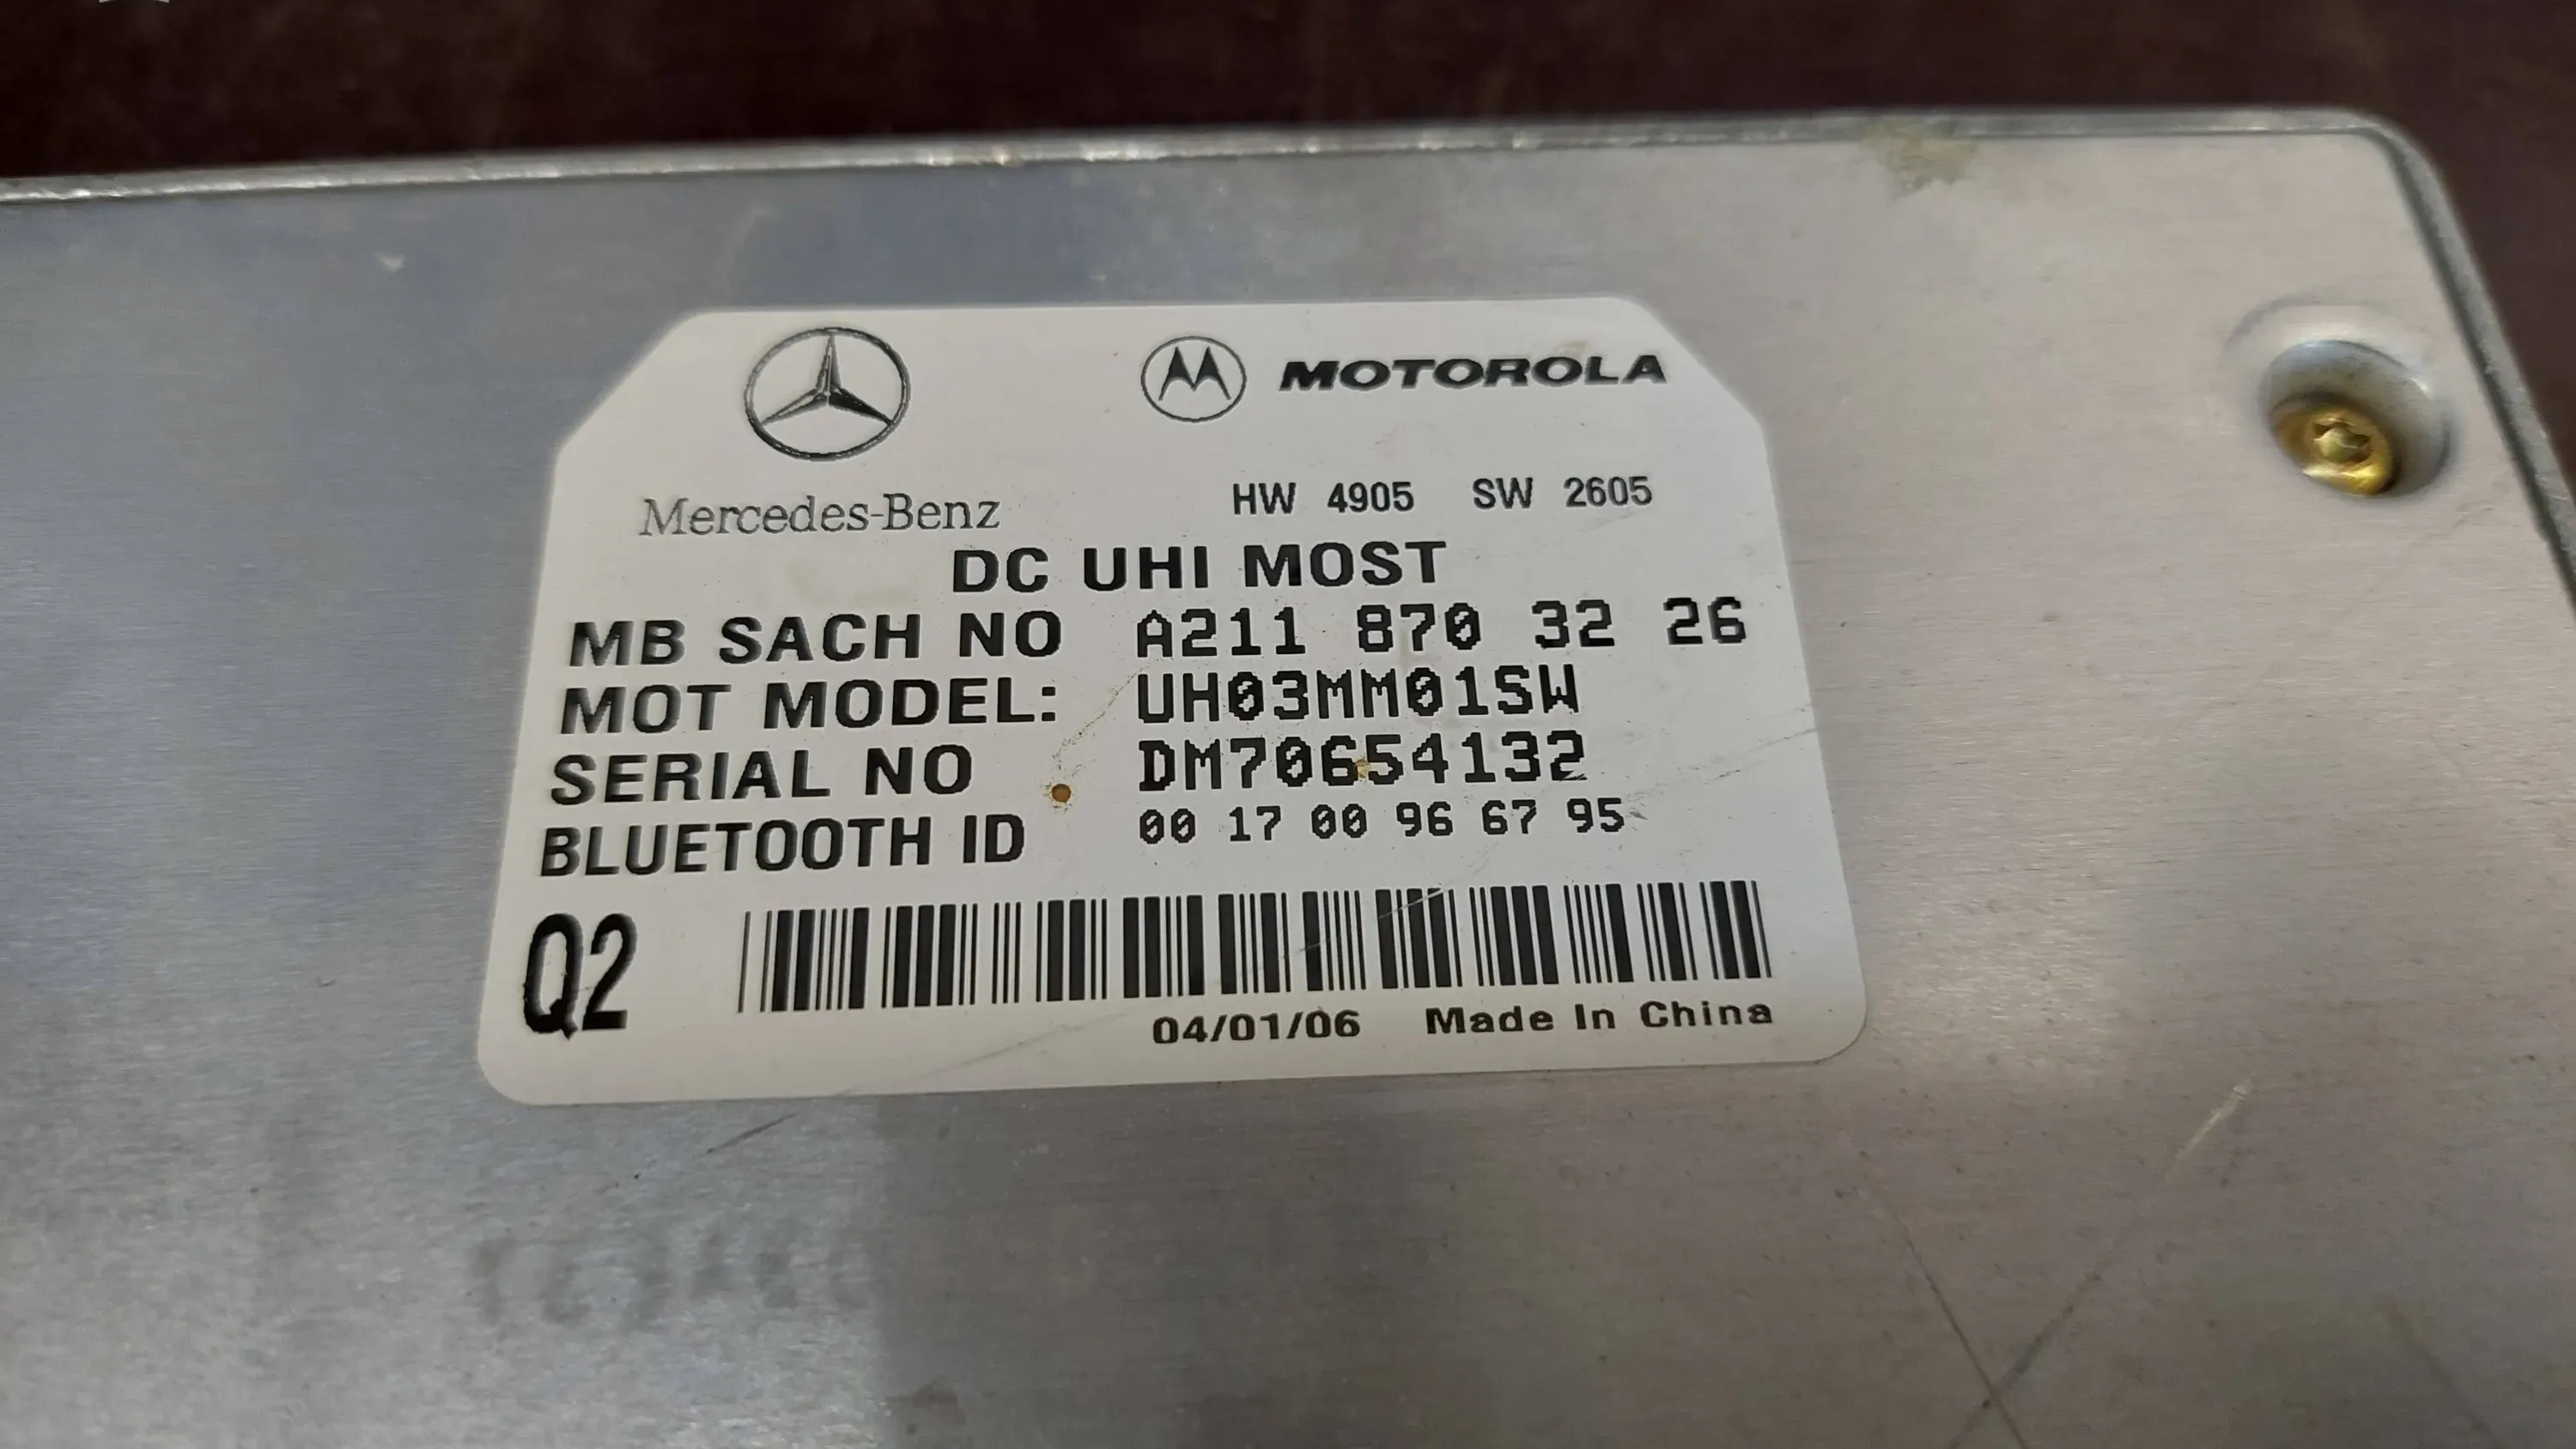 MOTOROLA
Mercedes-Benz
HW 4905 SW 2605
DC UHI MOST
MB SACH NO A211 870 32 26
MOT MODEL: UH03MM01SW
SERIAL NO DM70654132
BLUETOOTH ID 00 17 00 96 67 95
Q2
04/01/06 Made In China